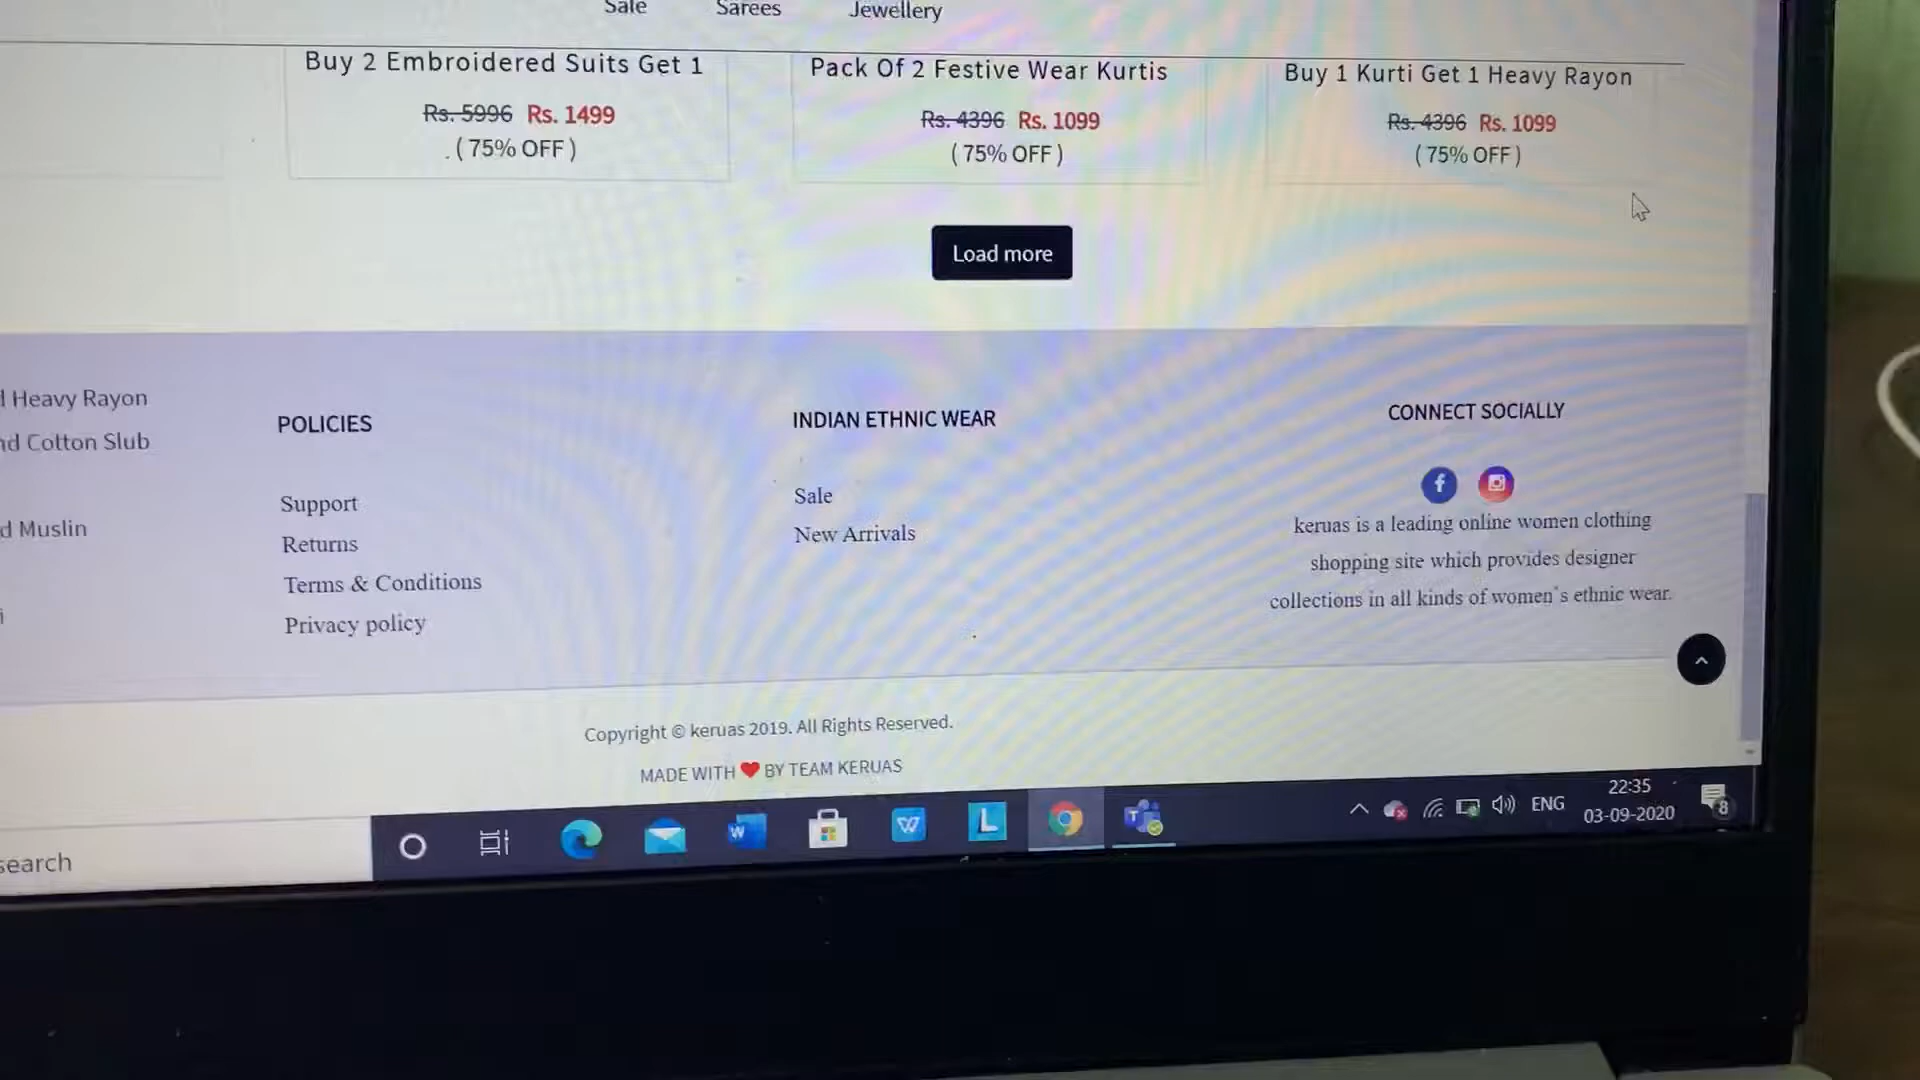 Sale Sarees Jewellery
Buy 2 Embroidered Suits Get 1
Rs. 5996 Rs. 1499
( 75% OFF )
Pack Of 2 Festive Wear Kurtis
Rs. 4396 Rs. 1099
( 75% OFF )
Buy 1 Kurti Get 1 Heavy Rayon
Rs. 4396 Rs. 1099
( 75% OFF )
Load more
Heavy Rayon
Cotton Slub
Muslin
POLICIES
Support
Returns
Terms & Conditions
Privacy policy
INDIAN ETHNIC WEAR
Sale
New Arrivals
CONNECT SOCIALLY
keruas is a leading online women clothing
shopping site which provides designer
collections in all kinds of women's ethnic wear.
Copyright © keruas 2019. All Rights Reserved.
MADE WITH ❤ BY TEAM KERUAS
search
ENG
22:35
03-09-2020
8